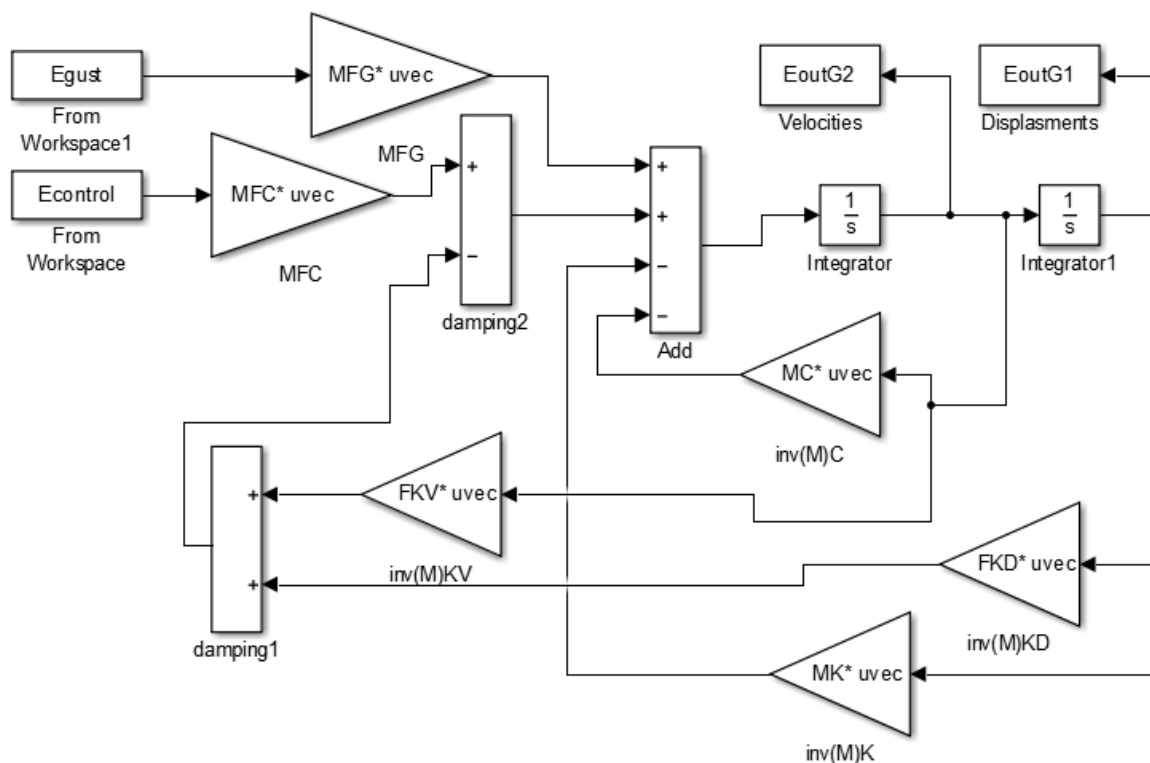 Egust
From
Workspace1
MFG* uvec
MFG
Econtrol
From
Workspace
MFC* uvec
MFC
+
−
damping2
+
+
−
−
Add
EoutG2
Velocities
EoutG1
Displasments
1
s
Integrator
1
s
Integrator1
MC* uvec
inv(M)C
FKV* uvec
inv(M)KV
+
+
damping1
FKD* uvec
inv(M)KD
MK* uvec
inv(M)K